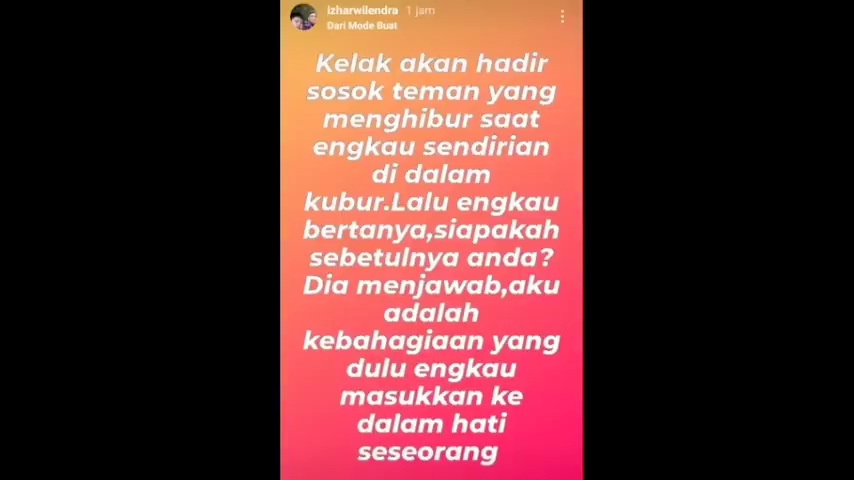 izharwilendra 1 jam
Dari Mode Buat
Kelak akan hadir
sosok teman yang
menghibur saat
engkau sendirian
di dalam
kubur.Lalu engkau
bertanya,siapakah
sebetulnya anda?
Dia menjawab,aku
adalah
kebahagiaan yang
dulu engkau
masukkan ke
dalam hati
seseorang